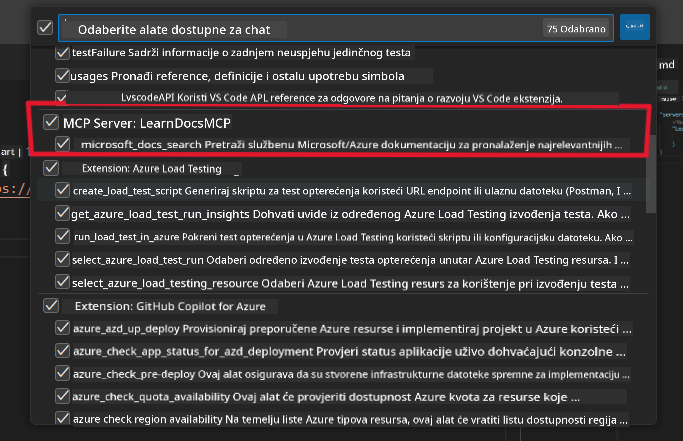 Odaberite alate dostupne za chat
75 Odabrano
testFailure Sadrži informacije o zadnjem neuspjehu jedinčnog testa
usages Pronađi reference, definicije i ostalu upotrebu simbola
LvscodeAPI Koristi VS Code APL reference za odgovore na pitanja o razvoju VS Code ekstenzija.
MCP Server: LearnDocsMCP
microsoft_docs_search Pretraži službenu Microsoft/Azure dokumentaciju za pronalaženje najrelevantnijih ...
Extension: Azure Load Testing
create_load_test_script Generiraj skriptu za test opterećenja koristeći URL endpoint ili ulaznu datoteku (Postman, I ...
get_azure_load_test_run_insights Dohvati uvide iz određenog Azure Load Testing izvođenja testa. Ako ...
run_load_test_in_azure Pokreni test opterećenja u Azure Load Testing koristeći skriptu ili konfiguracijsku datoteku. Ako ...
select_azure_load_test_run Odaberi određeno izvođenje testa opterećenja unutar Azure Load Testing resursa. I ...
select_azure_load_testing_resource Odaberi Azure Load Testing resurs za korištenje pri izvođenju testa ...
Extension: GitHub Copilot for Azure
azure_azd_up_deploy Provisioniraj preporučene Azure resurse i implementiraj projekt u Azure koristeći ...
azure_check_app_status_for_azd_deployment Provjeri status aplikacije uživo dohvaćajući konzolne ...
azure_check_pre-deploy Ovaj alat osigurava da su stvorene infrastrukturne datoteke spremne za implementaciju ...
azure_check_quota_availability Ovaj alat će provjeriti dostupnost Azure kvota za resurse koje ...
azure check region availability Na temelju liste Azure tipova resursa, ovaj alat će vratiti listu dostupnosti regija ...
md
art |
{